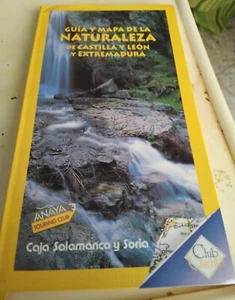 GUÍA Y MAPA DE LA
NATURALEZA
DE CASTILLA Y LEÓN
Y EXTREMADURA
ANAYA
TOURING CLUB
Caja Salamanca y Soria
Club